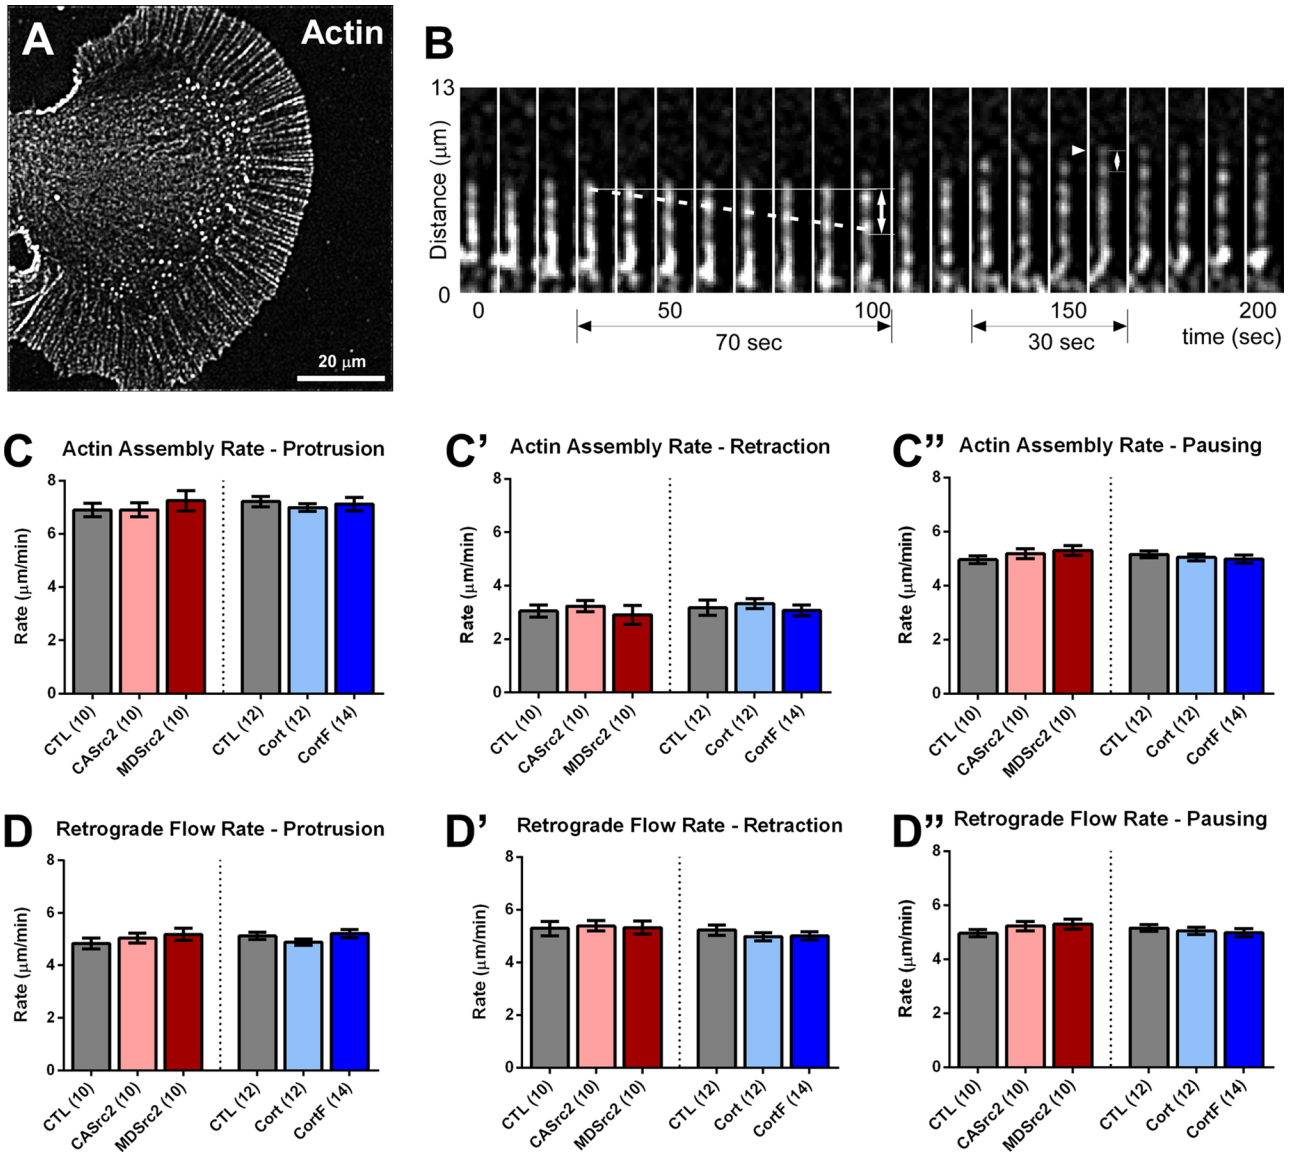 A
Actin
20 μm
B
13
Distance (μm)
0
0
50
100
150
200
70 sec
30 sec
time (sec)
C
Actin Assembly Rate - Protrusion
8
6
4
2
0
Rate (μm/min)
CTL (10)
CASrc2 (10)
MDSrc2 (10)
CTL (12)
Cort (12)
CortF (14)
C’
Actin Assembly Rate - Retraction
8
6
4
2
0
Rate (μm/min)
CTL (10)
CASrc2 (10)
MDSrc2 (10)
CTL (12)
Cort (12)
CortF (14)
C”
Actin Assembly Rate - Pausing
8
6
4
2
0
Rate (μm/min)
CTL (10)
CASrc2 (10)
MDSrc2 (10)
CTL (12)
Cort (12)
CortF (14)
D
Retrograde Flow Rate - Protrusion
8
6
4
2
0
Rate (μm/min)
CTL (10)
CASrc2 (10)
MDSrc2 (10)
CTL (12)
Cort (12)
CortF (14)
D’
Retrograde Flow Rate - Retraction
8
6
4
2
0
Rate (μm/min)
CTL (10)
CASrc2 (10)
MDSrc2 (10)
CTL (12)
Cort (12)
CortF (14)
D”
Retrograde Flow Rate - Pausing
8
6
4
2
0
Rate (μm/min)
CTL (10)
CASrc2 (10)
MDSrc2 (10)
CTL (12)
Cort (12)
CortF (14)